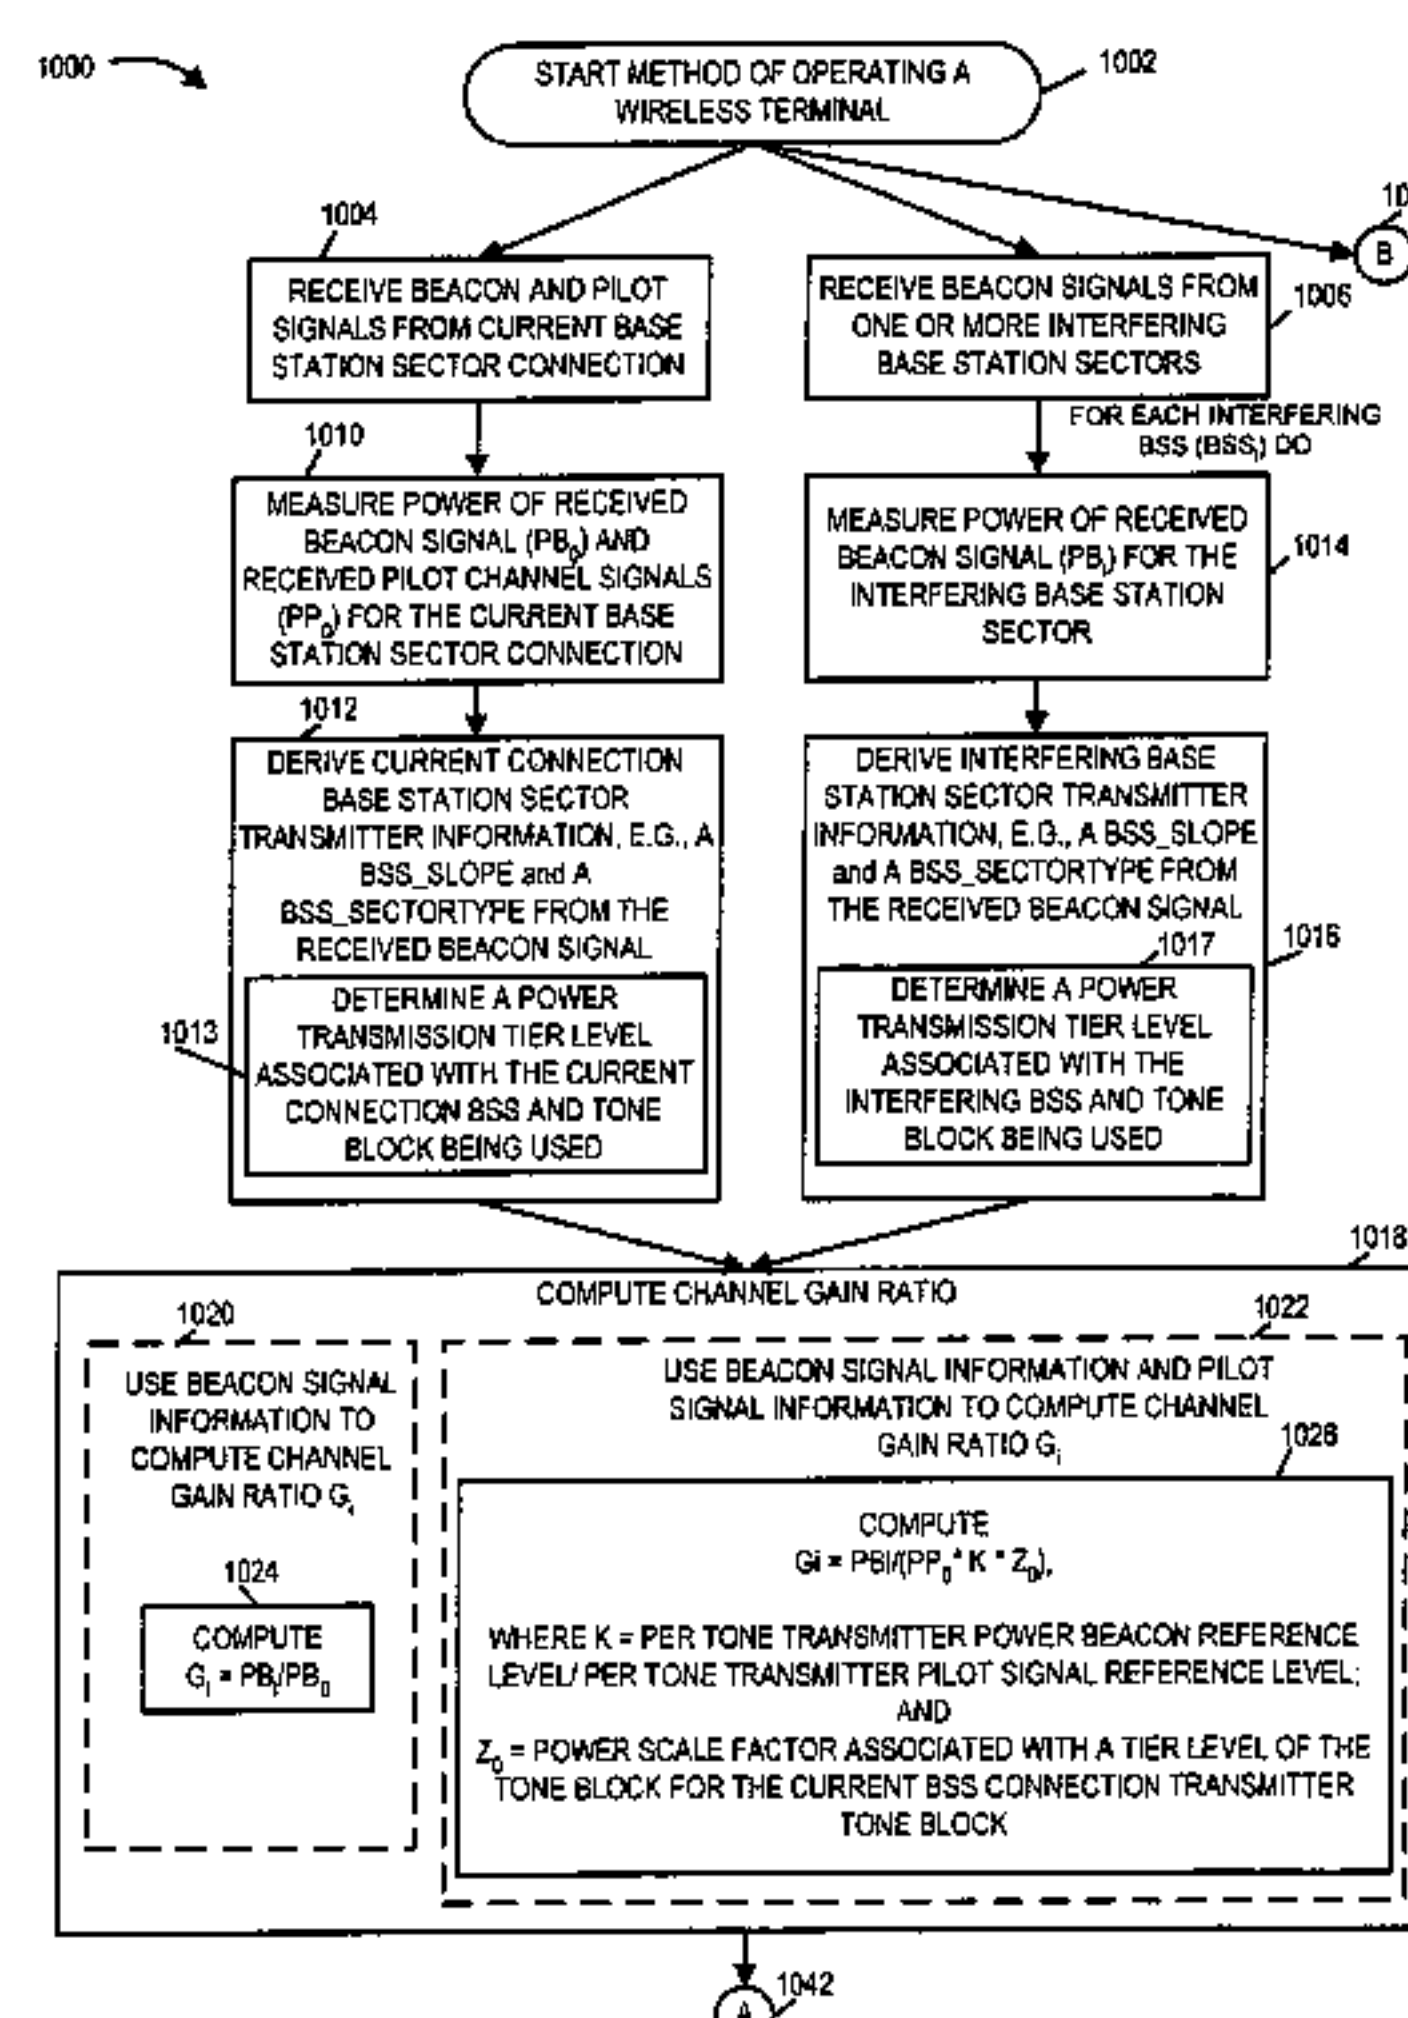 1000
START METHOD OF OPERATING A
WIRELESS TERMINAL
1002
1004
RECEIVE BEACON AND PILOT
SIGNALS FROM CURRENT BASE
STATION SECTOR CONNECTION
RECEIVE BEACON SIGNALS FROM
ONE OR MORE INTERFERING
BASE STATION SECTORS
1006
10
B
FOR EACH INTERFERING
BSS (BSSi) DO
1010
MEASURE POWER OF RECEIVED
BEACON SIGNAL (PB0) AND
RECEIVED PILOT CHANNEL SIGNALS
(PP0) FOR THE CURRENT BASE
STATION SECTOR CONNECTION
MEASURE POWER OF RECEIVED
BEACON SIGNAL (PBi) FOR THE
INTERFERING BASE STATION
SECTOR
1014
1012
DERIVE CURRENT CONNECTION
BASE STATION SECTOR
TRANSMITTER INFORMATION, E.G., A
BSS_SLOPE and A
BSS_SECTORTYPE FROM THE
RECEIVED BEACON SIGNAL
1013
DETERMINE A POWER
TRANSMISSION TIER LEVEL
ASSOCIATED WITH THE CURRENT
CONNECTION BSS AND TONE
BLOCK BEING USED
DERIVE INTERFERING BASE
STATION SECTOR TRANSMITTER
INFORMATION, E.G., A BSS_SLOPE
and A BSS_SECTORTYPE FROM
THE RECEIVED BEACON SIGNAL
1016
1017
DETERMINE A POWER
TRANSMISSION TIER LEVEL
ASSOCIATED WITH THE
INTERFERING BSS AND TONE
BLOCK BEING USED
1018
COMPUTE CHANNEL GAIN RATIO
1020
USE BEACON SIGNAL
INFORMATION TO
COMPUTE CHANNEL
GAIN RATIO Gi
1024
COMPUTE
Gi = PBi/PB0
1022
USE BEACON SIGNAL INFORMATION AND PILOT
SIGNAL INFORMATION TO COMPUTE CHANNEL
GAIN RATIO Gi
1026
COMPUTE
Gi = PBi/(PP0 * K * Z0),
WHERE K = PER TONE TRANSMITTER POWER BEACON REFERENCE
LEVEL/ PER TONE TRANSMITTER PILOT SIGNAL REFERENCE LEVEL;
AND
Z0 = POWER SCALE FACTOR ASSOCIATED WITH A TIER LEVEL OF THE
TONE BLOCK FOR THE CURRENT BSS CONNECTION TRANSMITTER
TONE BLOCK
1042
A